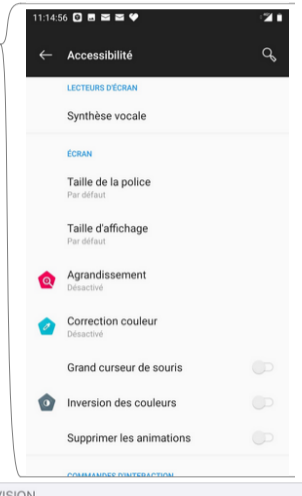 11:14:56
Accessibilité
LECTEURS D'ÉCRAN
Synthèse vocale
ÉCRAN
Taille de la police
Par défaut
Taille d'affichage
Par défaut
Agrandissement
Désactivé
Correction couleur
Désactivé
Grand curseur de souris
Inversion des couleurs
Supprimer les animations
COMMANDES D'INTERACTION
VISION